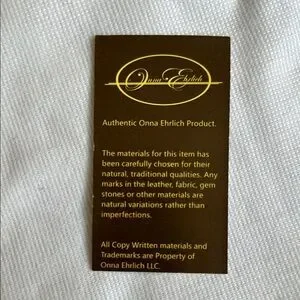 Onna • Ehrlich
Authentic Onna Ehrlich Product.
The materials for this item has
been carefully chosen for their
natural, traditional qualities. Any
marks in the leather, fabric, gem
stones or other materials are
natural variations rather than
imperfections.
All Copy Written materials and
Trademarks are Property of
Onna Ehrlich LLC.